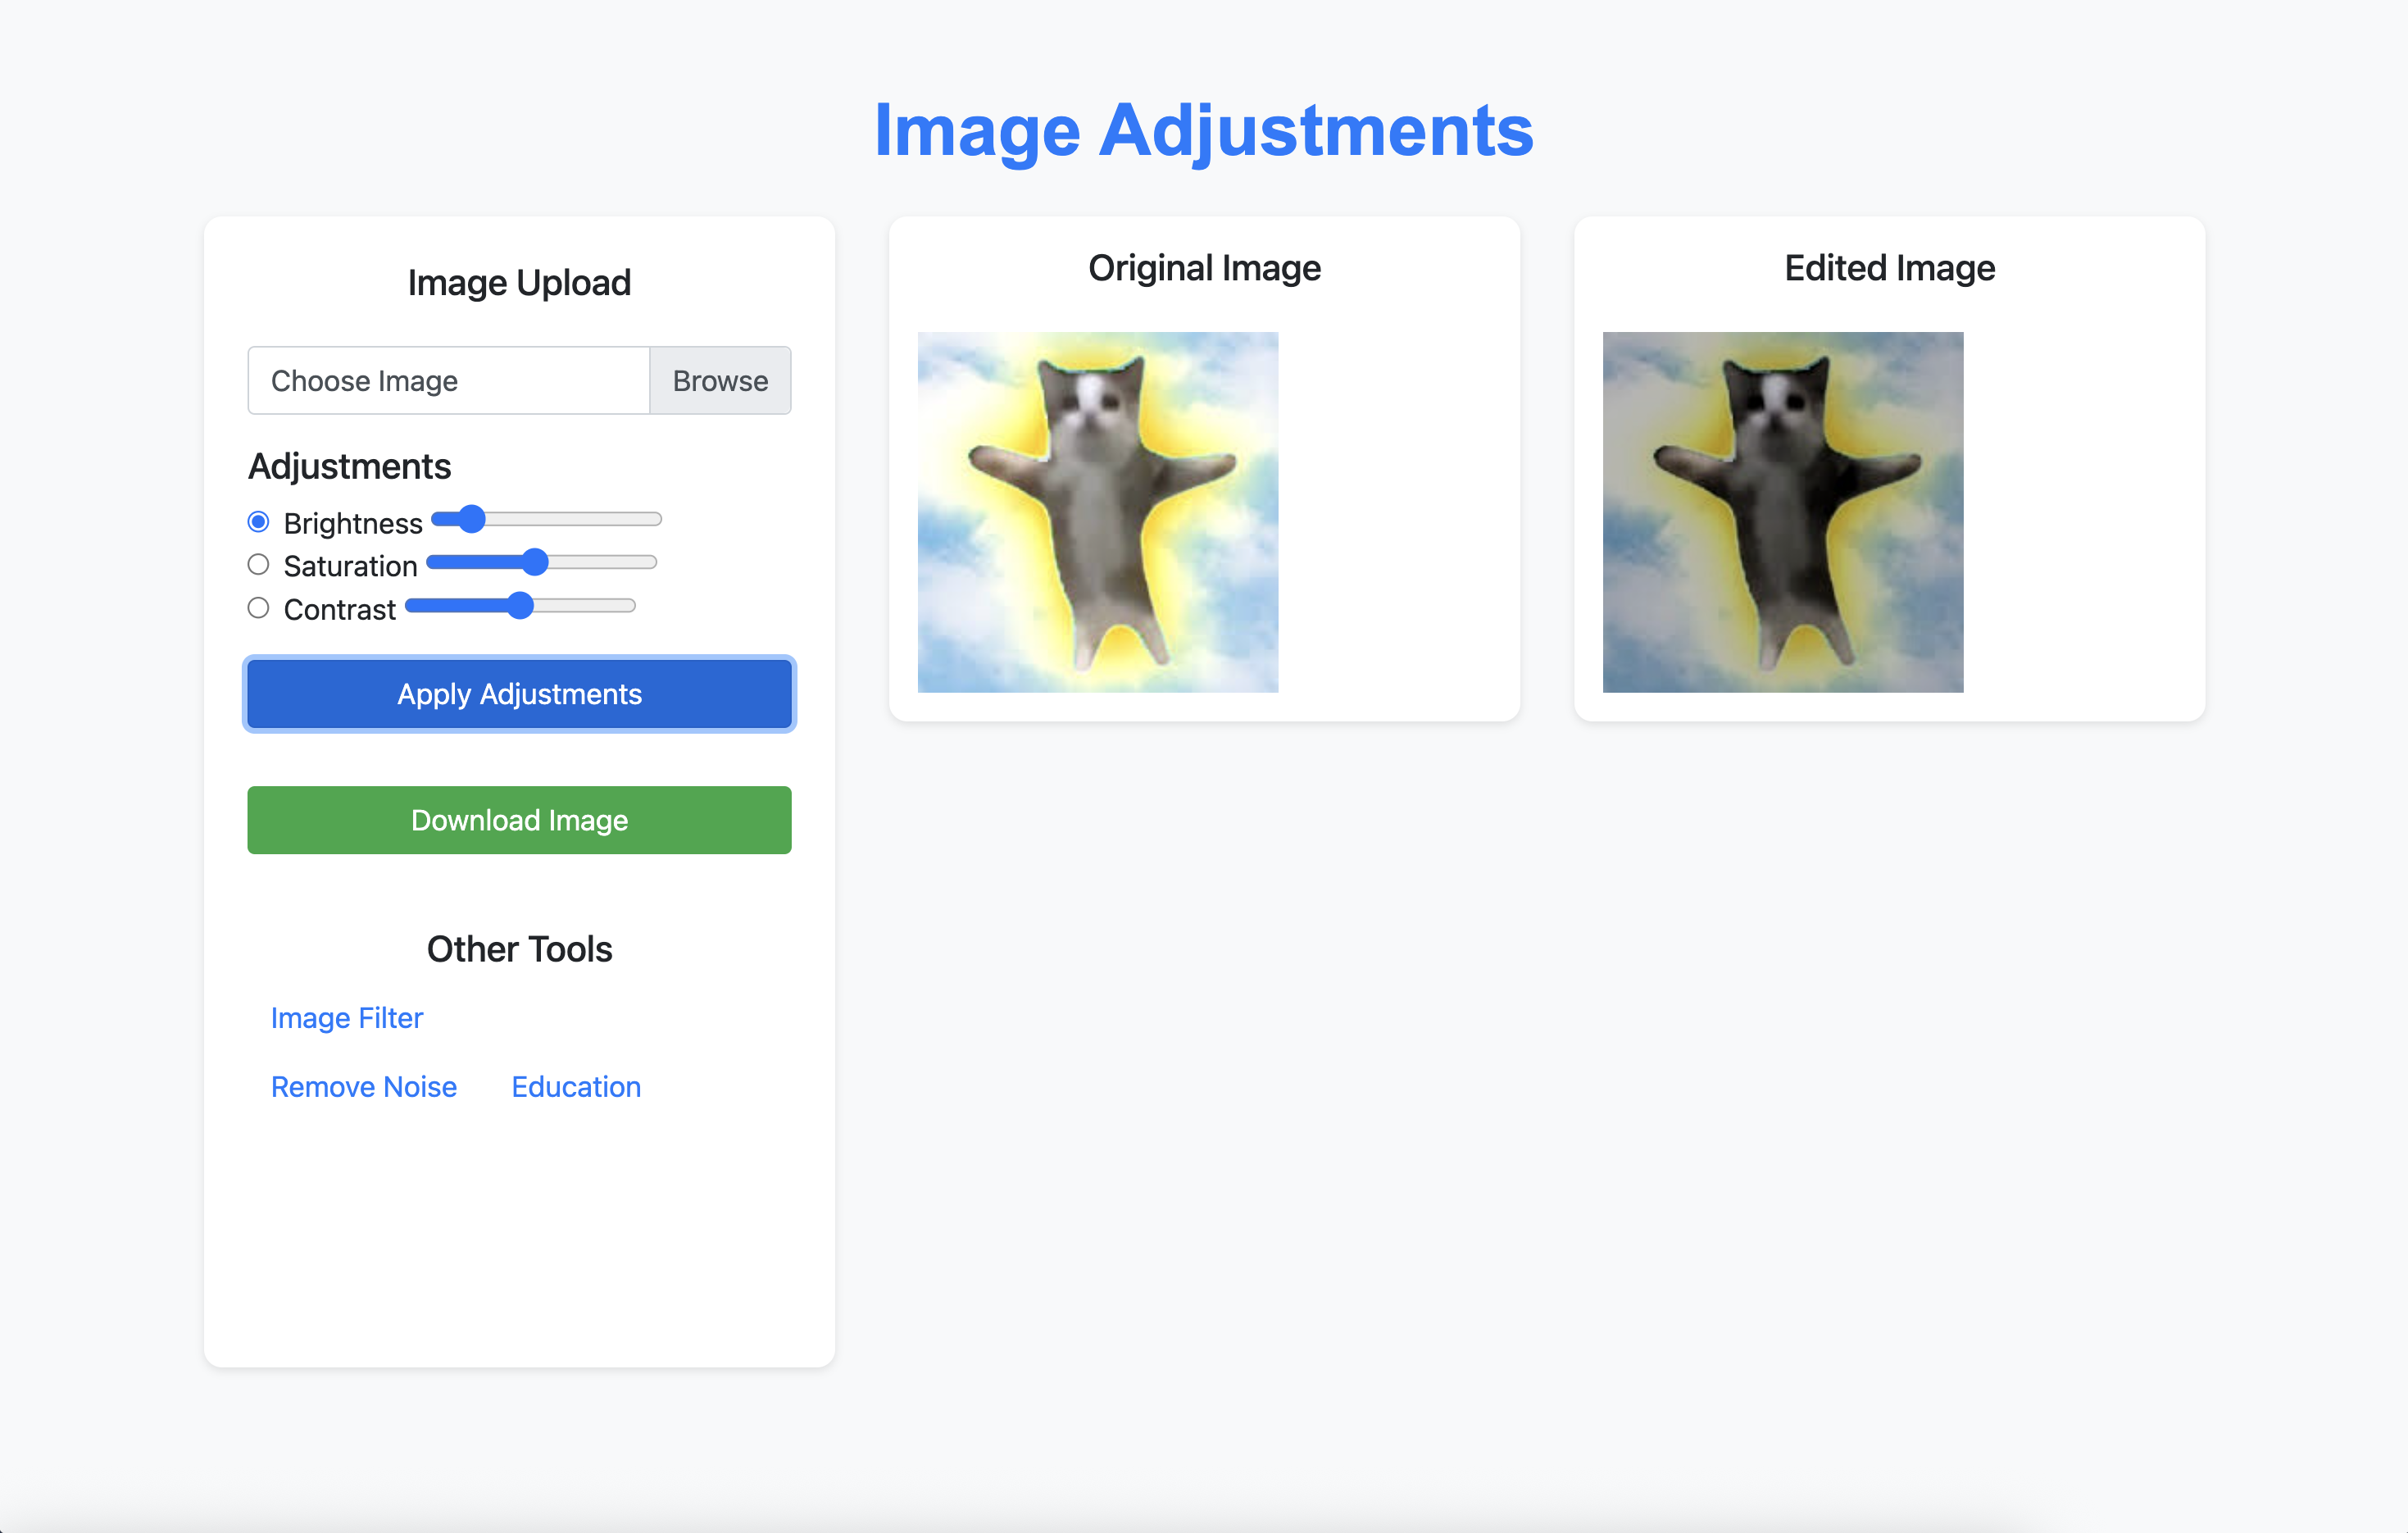 Image Adjustments
Image Upload
Choose Image Browse
Adjustments
Brightness
Saturation
Contrast
Apply Adjustments
Download Image
Other Tools
Image Filter
Remove Noise Education
Original Image
Edited Image